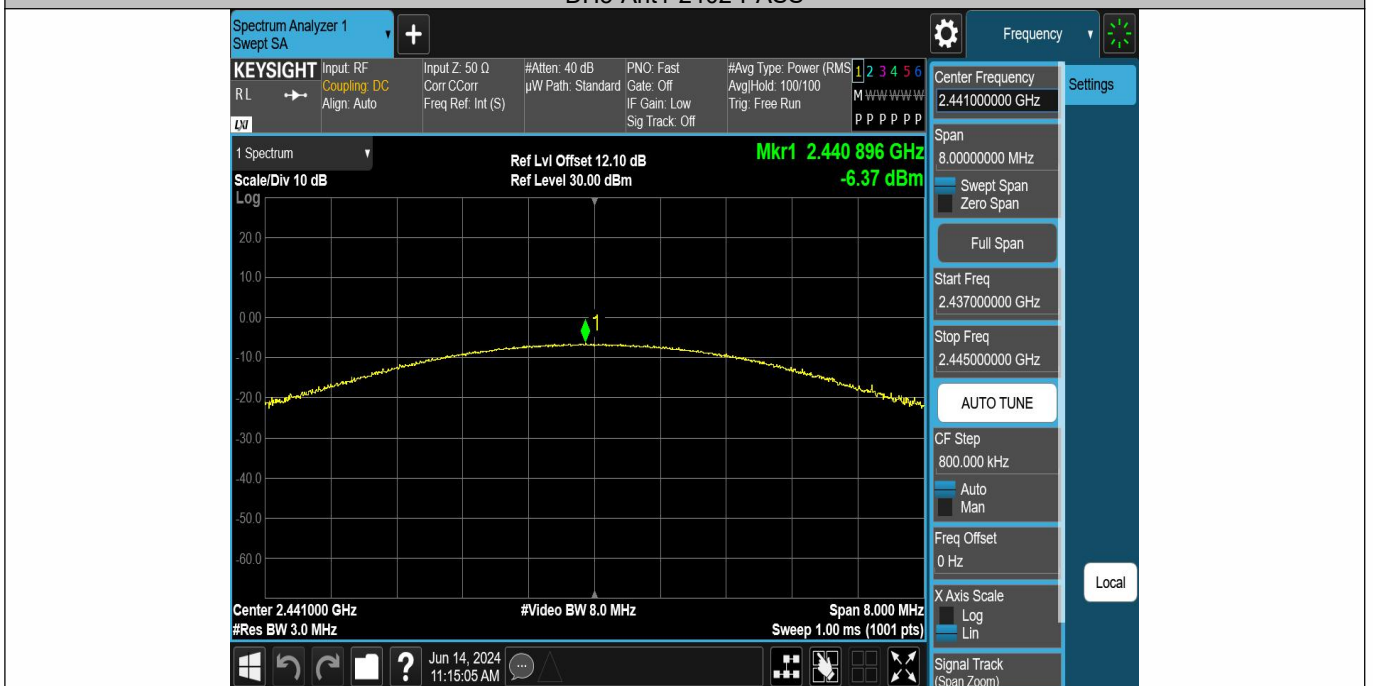 Spectrum Analyzer 1
Swept SA
Frequency
KEYSIGHT
RL
LXI
Input: RF
Coupling: DC
Align: Auto
Input Z: 50 Ω
Corr CCorr
Freq Ref: Int (S)
#Atten: 40 dB
µW Path: Standard
PNO: Fast
Gate: Off
IF Gain: Low
Sig Track: Off
#Avg Type: Power (RMS
Avg|Hold: 100/100
Trig: Free Run
1 2 3 4 5 6
M W W W W W
P P P P P P
1 Spectrum
Scale/Div 10 dB
Ref Lvl Offset 12.10 dB
Ref Level 30.00 dBm
Mkr1 2.440 896 GHz
-6.37 dBm
Log
20.0
10.0
0.00
-10.0
-20.0
-30.0
-40.0
-50.0
-60.0
1
Center 2.441000 GHz
#Res BW 3.0 MHz
#Video BW 8.0 MHz
Span 8.000 MHz
Sweep 1.00 ms (1001 pts)
Jun 14, 2024
11:15:05 AM
Center Frequency
2.441000000 GHz
Settings
Span
8.00000000 MHz
Swept Span
Zero Span
Full Span
Start Freq
2.437000000 GHz
Stop Freq
2.445000000 GHz
AUTO TUNE
CF Step
800.000 kHz
Auto
Man
Freq Offset
0 Hz
X Axis Scale
Log
Lin
Local
Signal Track
(Span Zoom)